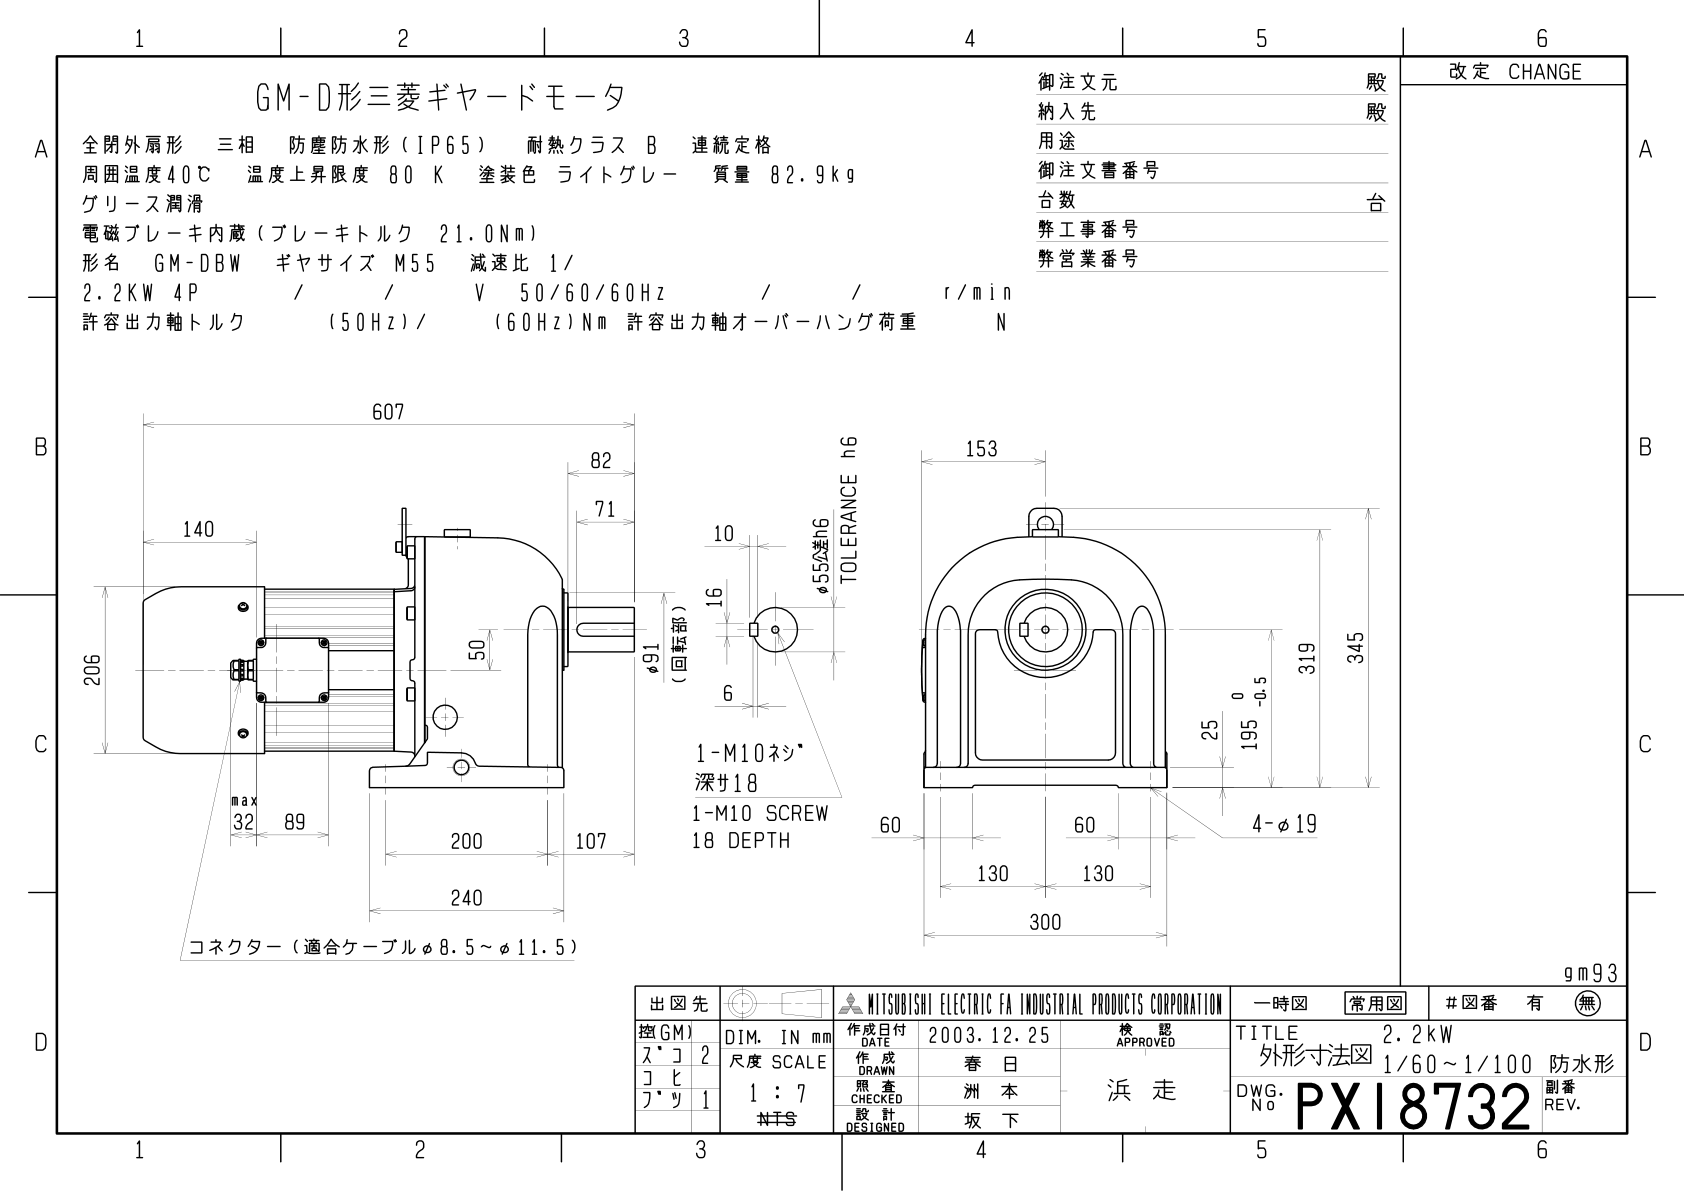 1 2 3 4 5 6
改定 CHANGE
GM-D形三菱ギヤードモータ
全閉外扇形 三相 防塵防水形(IP65) 耐熱クラス B 連続定格
周囲温度40℃ 温度上昇限度 80 K 塗装色 ライトグレー 質量 82.9kg
グリース潤滑
電磁ブレーキ内蔵(ブレーキトルク 21.0Nm)
形名 GM-DBW ギヤサイズ M55 減速比 1/
2.2KW 4P / / V 50/60/60Hz / / r/min
許容出力軸トルク (50Hz)/ (60Hz)Nm 許容出力軸オーバーハング荷重 N
御注文元 殿
納入先 殿
用途
御注文書番号
台数 台
弊工事番号
弊営業番号
A A
B B
C C
D D
607
82
71
140
206
50
φ91
(回転部)
max
32
89
200
107
240
コネクター(適合ケーブルφ8.5~φ11.5)
10
16
6
φ55公差h6
TOLERANCE h6
1-M10ネジ
深サ18
1-M10 SCREW
18 DEPTH
153
345
319
195 0 -0.5
25
60
60
4-φ19
130
130
300
gm93
出図先
控(GM)
ズコ 2
コヒ
ブツ 1
DIM. IN mm
尺度 SCALE
1:7
NTS
MITSUBISHI ELECTRIC FA INDUSTRIAL PRODUCTS CORPORATION
作成日付 DATE 2003.12.25
作成 DRAWN 春日
照査 CHECKED 洲本
設計 DESIGNED 坂下
検認 APPROVED
浜走
一時図 常用図 #図番 有 無
TITLE 2.2kW
外形寸法図 1/60~1/100 防水形
DWG. No PX18732
副番 REV.
1 2 3 4 5 6